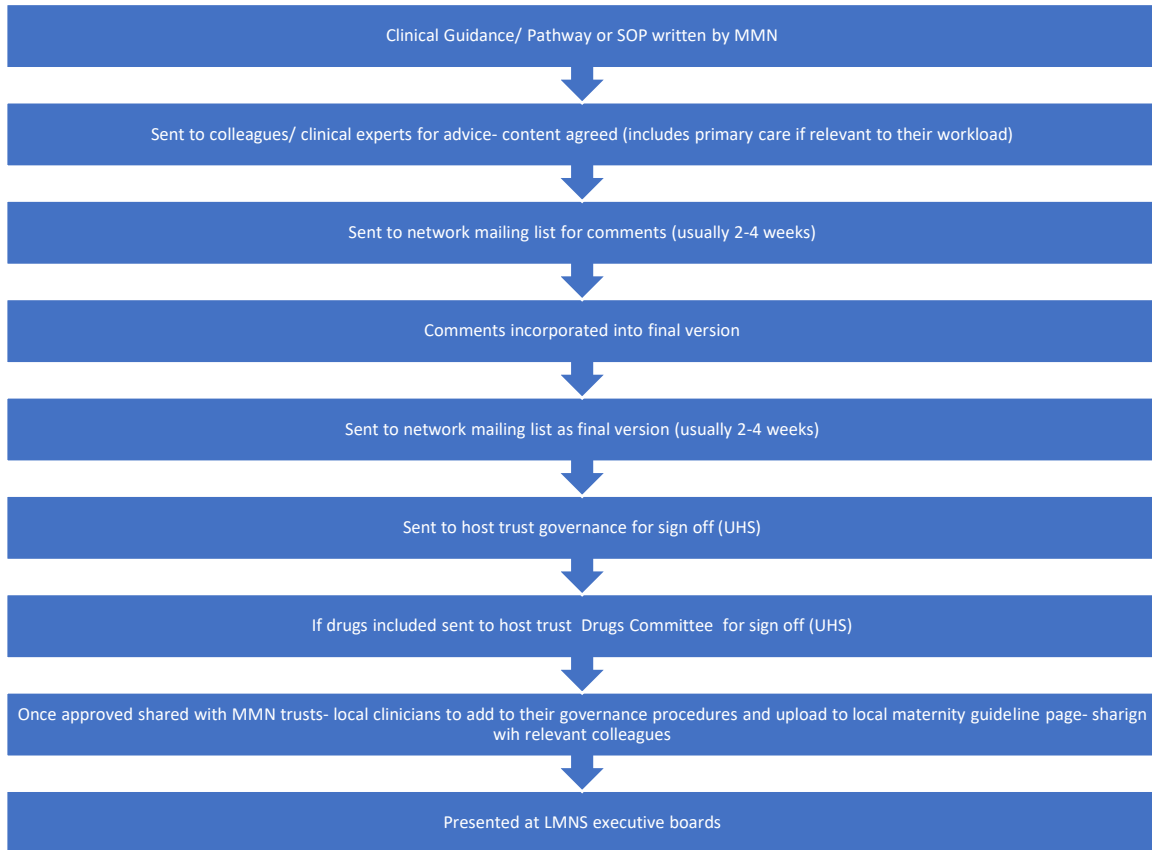 Clinical Guidance/ Pathway or SOP written by MMN
Sent to colleagues/ clinical experts for advice- content agreed (includes primary care if relevant to their workload)
Sent to network mailing list for comments (usually 2-4 weeks)
Comments incorporated into final version
Sent to network mailing list as final version (usually 2-4 weeks)
Sent to host trust governance for sign off (UHS)
If drugs included sent to host trust  Drugs Committee  for sign off (UHS)
Once approved shared with MMN trusts- local clinicians to add to their governance procedures and upload to local maternity guideline page- sharign
wih relevant colleagues
Presented at LMNS executive boards